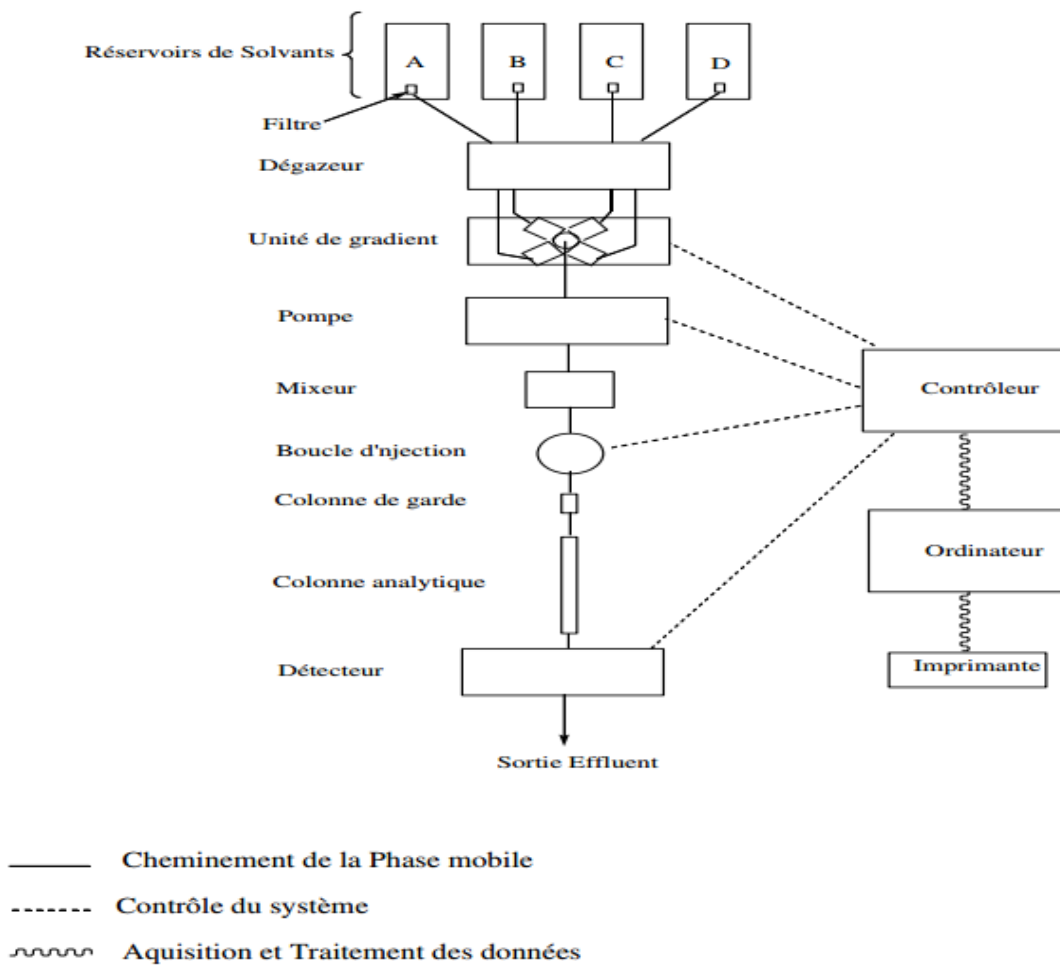 Réservoirs de Solvants
A B C D
Filtre
Dégazeur
Unité de gradient
Pompe
Contrôleur
Mixeur
Boucle d'njection
Colonne de garde
Ordinateur
Colonne analytique
Détecteur
Imprimante
Sortie Effluent
Cheminement de la Phase mobile
Contrôle du système
Aquisition et Traitement des données